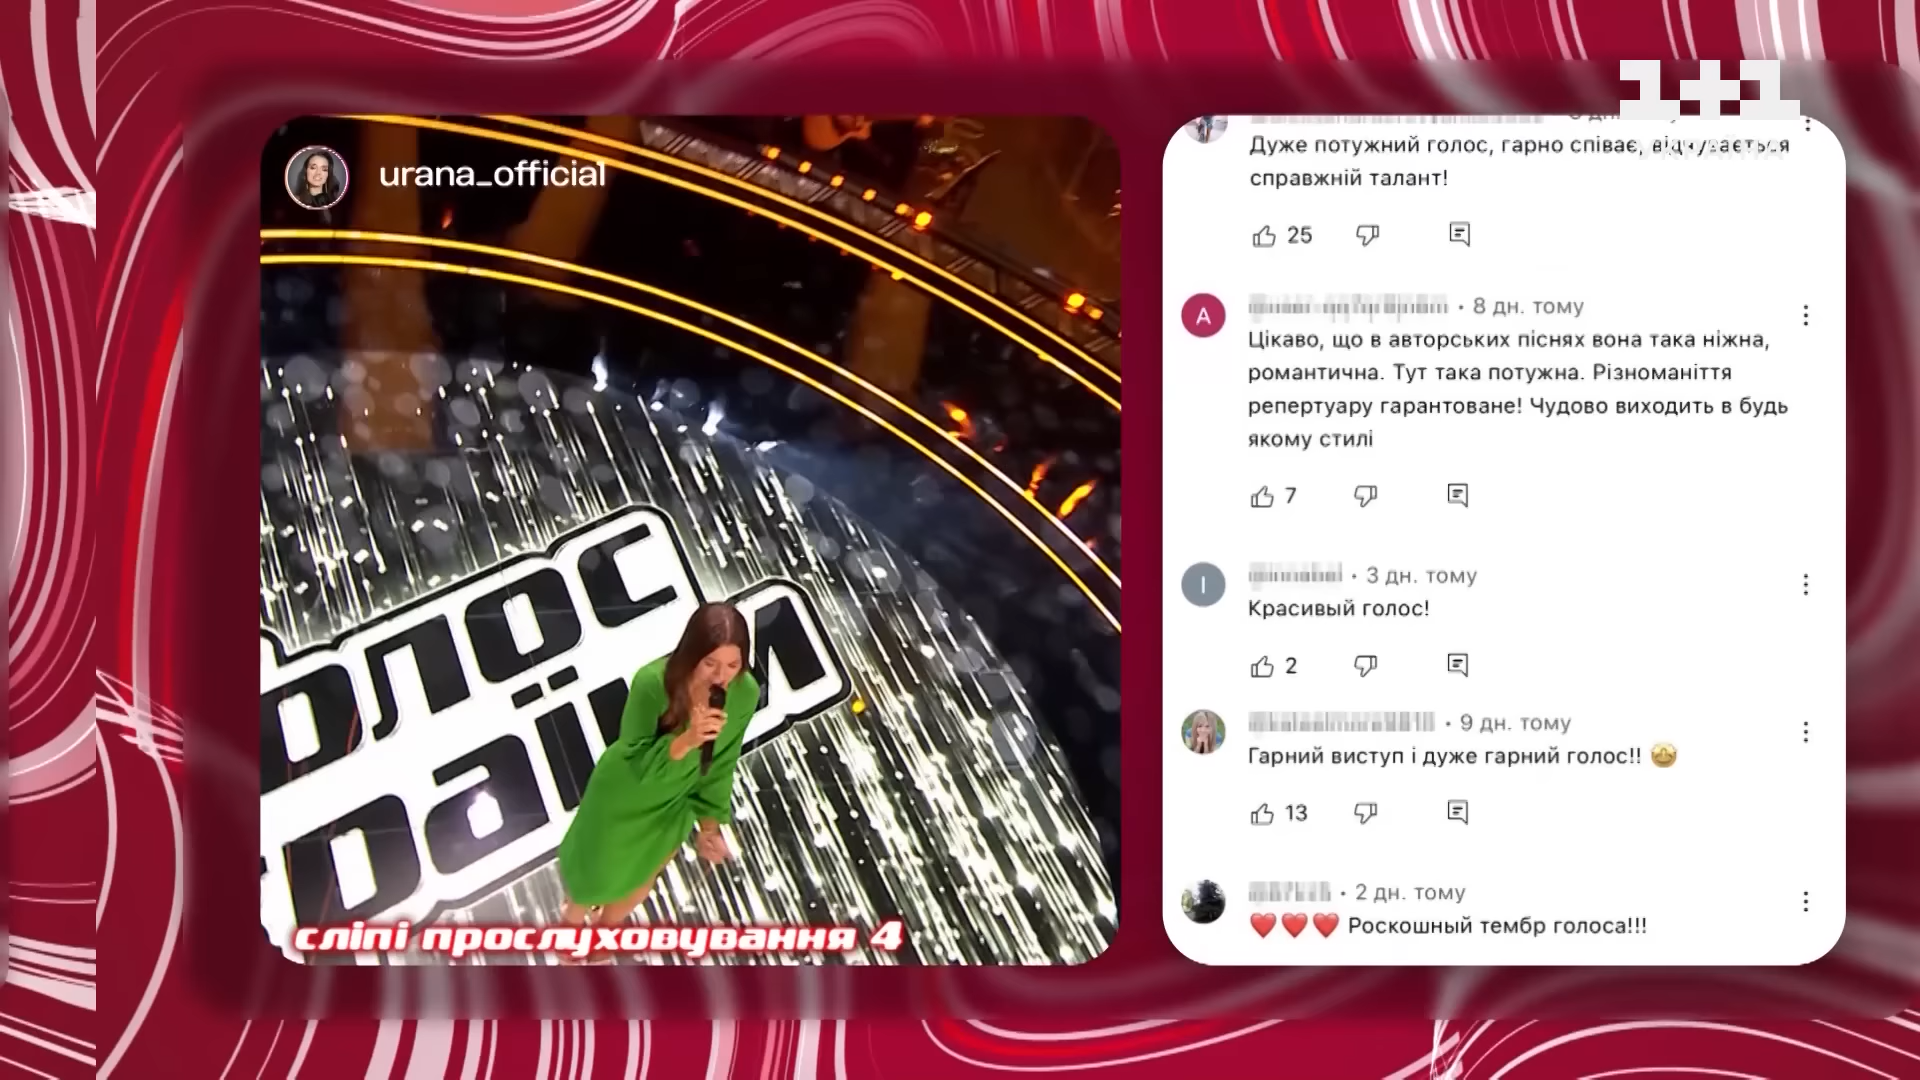 1+1
УКРАЇНА
urana_official
олос
раїни
сліпі прослуховування 4
Дуже потужний голос, гарно співає, відчувається
справжній талант!
25
A
• 8 дн. тому
Цікаво, що в авторських піснях вона така ніжна,
романтична. Тут така потужна. Різноманіття
репертуару гарантоване! Чудово виходить в будь
якому стилі
7
I
• 3 дн. тому
Красивый голос!
2
• 9 дн. тому
Гарний виступ і дуже гарний голос!! 🤩
13
• 2 дн. тому
❤️❤️❤️ Роскошный тембр голоса!!!